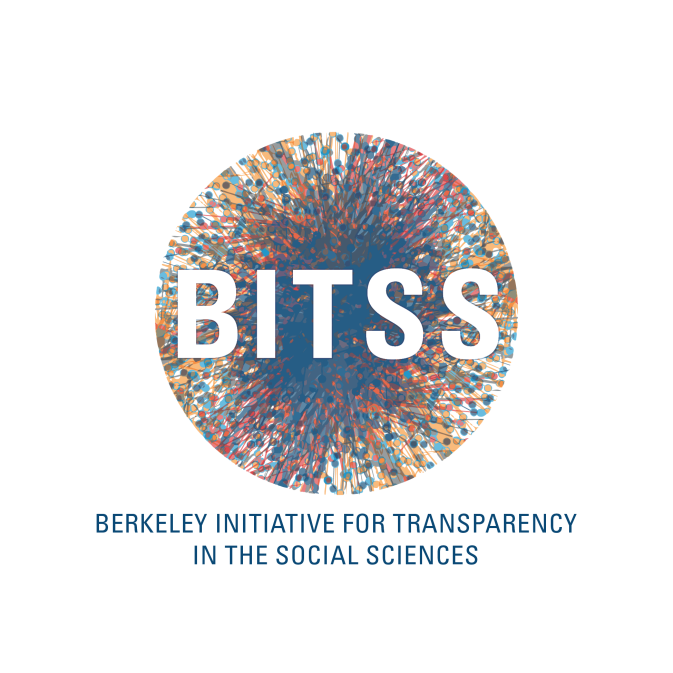 BITSS
BERKELEY INITIATIVE FOR TRANSPARENCY
IN THE SOCIAL SCIENCES